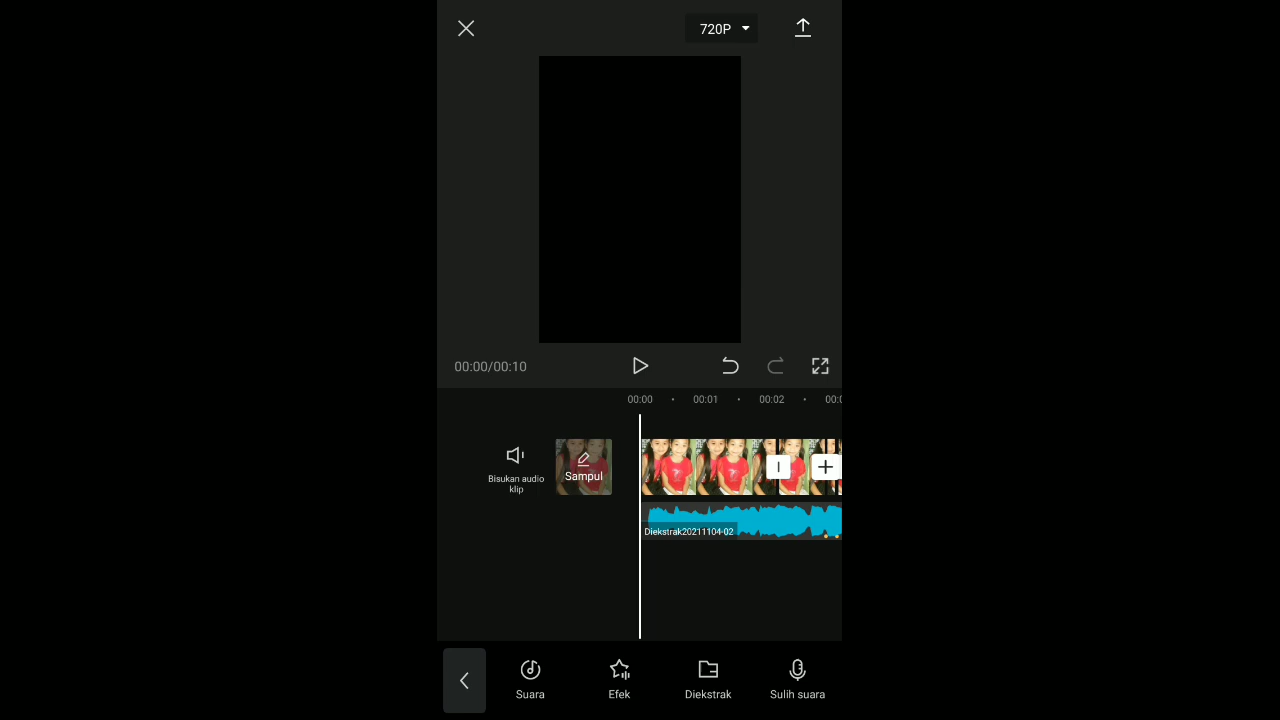 720P
00:00/00:10
00:00
00:01
00:02
Bisukan audio
klip
Sampul
Diekstrak20211104-02
Suara
Efek
Diekstrak
Sulih suara